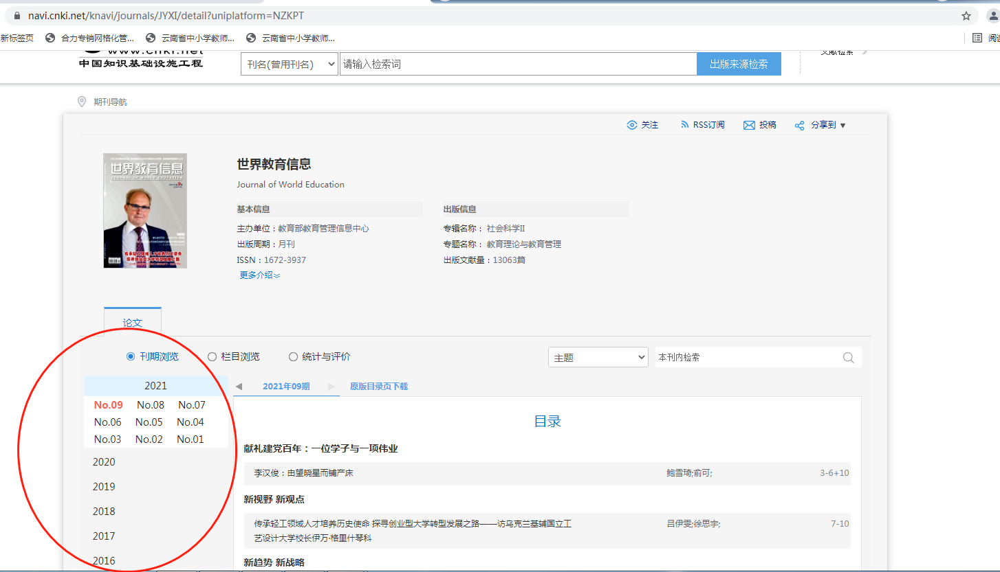 navi.cnki.net/knavi/journals/JYXI/detail?uniplatform=NZKPT
新标签页 合力专销网格化管... 云南省中小学教师... 云南省中小学教师...
www.cnki.net 文献检索
中国知识基础设施工程 刊名(曾用刊名) 请输入检索词 出版来源检索
期刊导航
关注 RSS订阅 投稿 分享到
世界教育信息
JOURNAL OF WORLD EDUCATION
世界教育信息
Journal of World Education
基本信息 出版信息
主办单位：教育部教育管理信息中心 专辑名称： 社会科学II
出版周期：月刊 专题名称： 教育理论与教育管理
ISSN：1672-3937 出版文献量：13063篇
更多介绍
论文
刊期浏览 栏目浏览 统计与评价 主题 本刊内检索
2021 2021年09期 原版目录页下载
No.09 No.08 No.07
No.06 No.05 No.04
No.03 No.02 No.01
2020
2019
2018
2017
2016
目录
献礼建党百年：一位学子与一项伟业
李汉俊：由望晓星而铺产床 鲍雪琦;俞可; 3-6+10
新视野 新观点
传承轻工领域人才培养历史使命 探寻创业型大学转型发展之路——访乌克兰基辅国立工 吕伊雯;徐思宇; 7-10
艺设计大学校长伊万·格里什琴科
新趋势 新战略